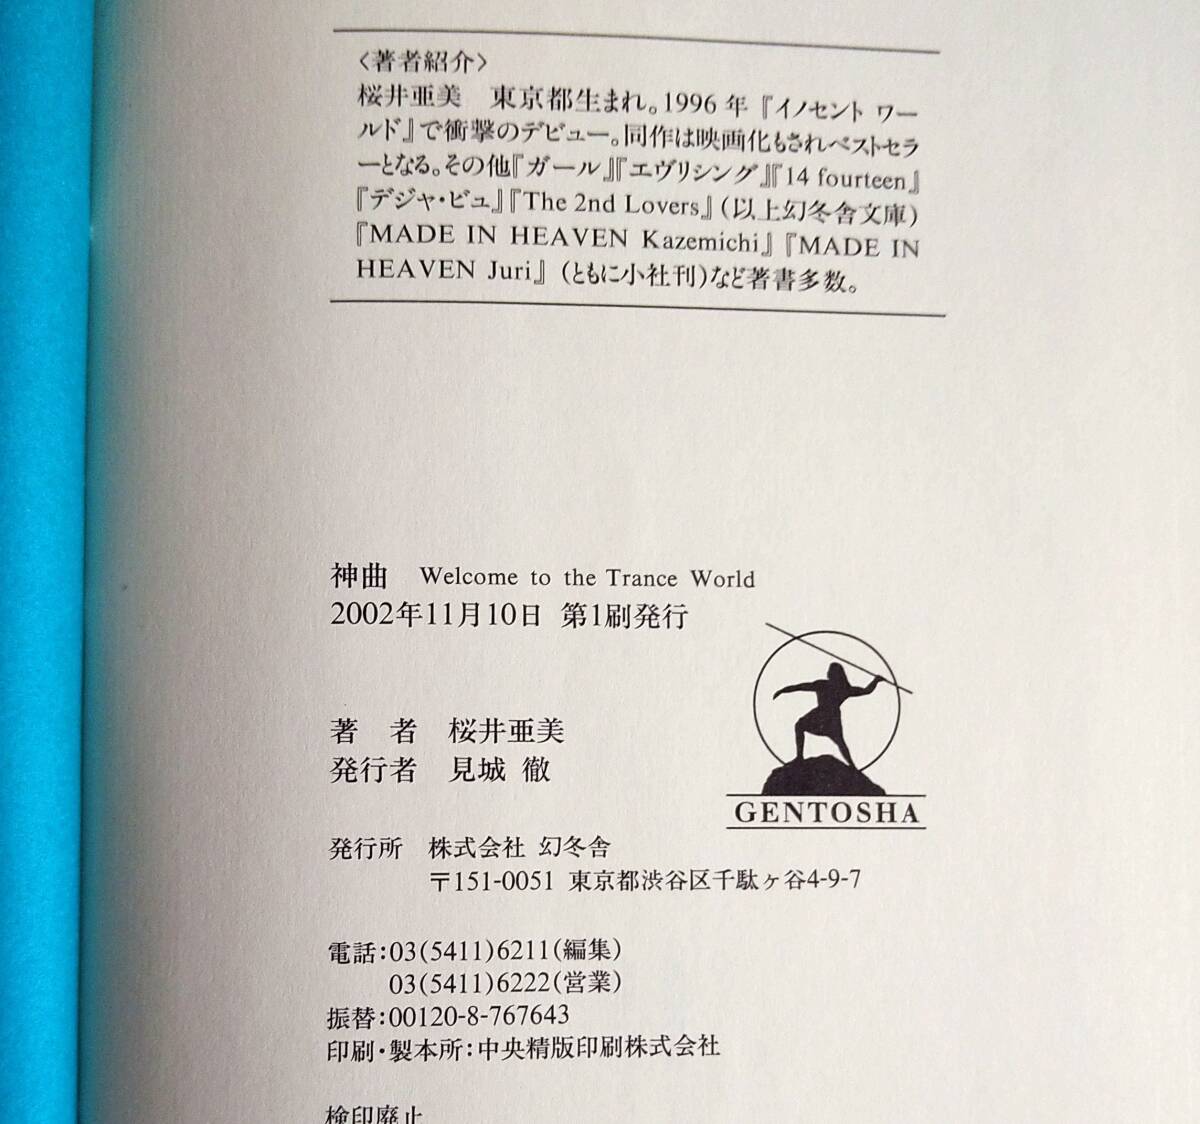 〈著者紹介〉
桜井亜美　東京都生まれ。1996年『イノセント ワー
ルド』で衝撃のデビュー。同作は映画化もされベストセラ
ーとなる。その他『ガール』『エヴリシング』『14 fourteen』
『デジャ・ビュ』『The 2nd Lovers』(以上幻冬舎文庫)
『MADE IN HEAVEN Kazemichi』『MADE IN
HEAVEN Juri』(ともに小社刊)など著書多数。
神曲　Welcome to the Trance World
2002年11月10日 第1刷発行
著　者　桜井亜美
発行者　見城 徹
GENTOSHA
発行所　株式会社 幻冬舎
〒151-0051 東京都渋谷区千駄ヶ谷4-9-7
電話:03(5411)6211(編集)
03(5411)6222(営業)
振替:00120-8-767643
印刷・製本所:中央精版印刷株式会社
検印廃止